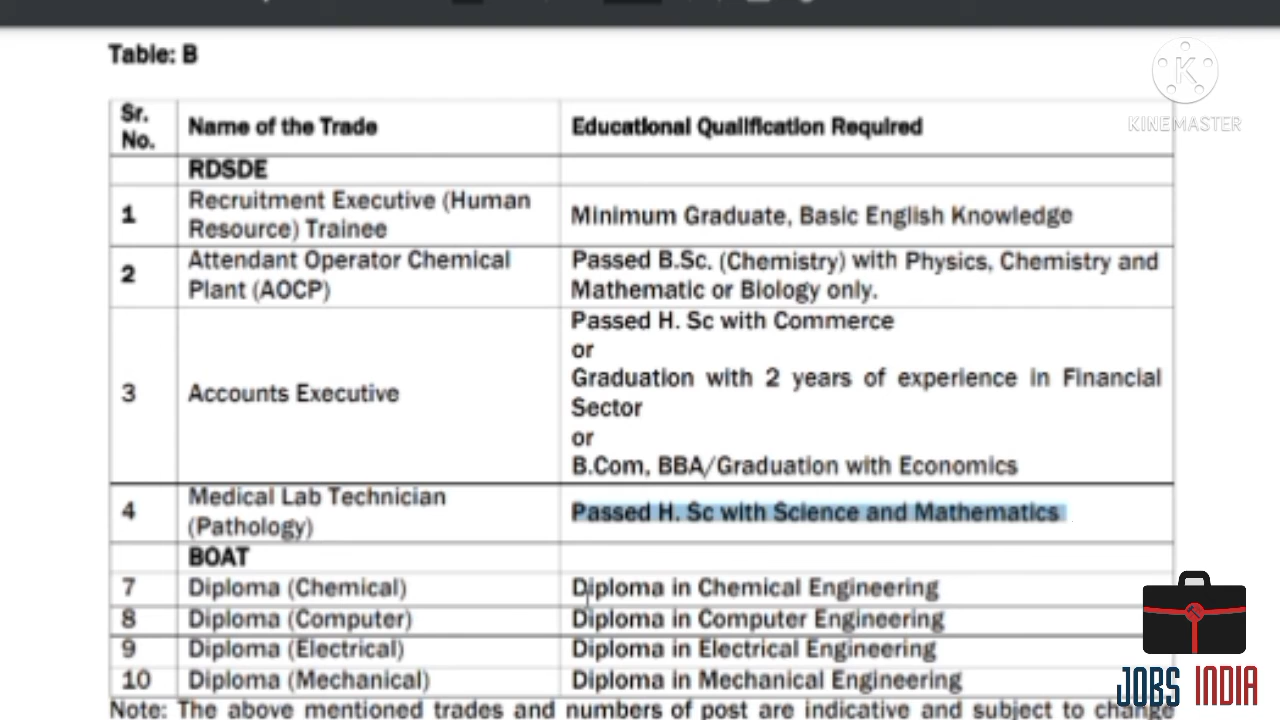 Table: B
KINEMASTER
Sr. No. Name of the Trade Educational Qualification Required
RDSDE
1 Recruitment Executive (Human Resource) Trainee Minimum Graduate, Basic English Knowledge
2 Attendant Operator Chemical Plant (AOCP) Passed B.Sc. (Chemistry) with Physics, Chemistry and Mathematic or Biology only.
3 Accounts Executive Passed H. Sc with Commerce
or
Graduation with 2 years of experience in Financial
Sector
or
B.Com, BBA/Graduation with Economics
4 Medical Lab Technician (Pathology) Passed H. Sc with Science and Mathematics
BOAT
7 Diploma (Chemical) Diploma in Chemical Engineering
8 Diploma (Computer) Diploma in Computer Engineering
9 Diploma (Electrical) Diploma in Electrical Engineering
10 Diploma (Mechanical) Diploma in Mechanical Engineering
Note: The above mentioned trades and numbers of post are indicative and subject to change
JOBS INDIA